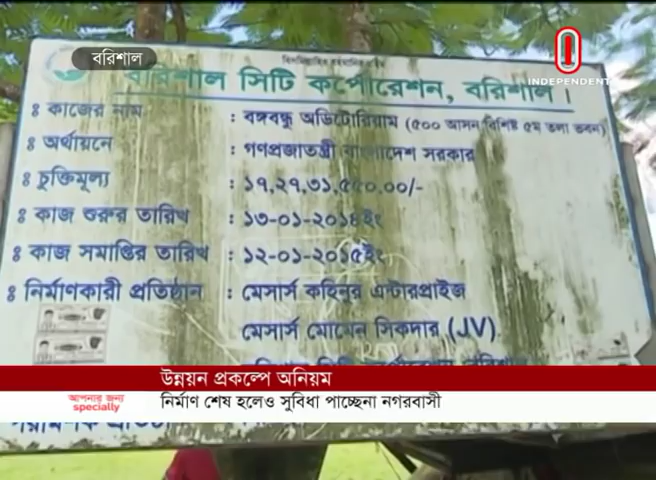 বরিশাল
INDEPENDENT
বরিশাল সিটি কর্পোরেশন, বরিশাল।
ঃ কাজের নাম : বঙ্গবন্ধু অডিটোরিয়াম (৫০০ আসন বিশিষ্ট ৫ম তলা ভবন)
ঃ অর্থায়নে : গণপ্রজাতন্ত্রী বাংলাদেশ সরকার
ঃ চুক্তিমূল্য : ১৭,২৭,৩১,৫৫০.০০/-
ঃ কাজ শুরুর তারিখ : ১৩-০১-২০১৪ইং
ঃ কাজ সমাপ্তির তারিখ : ১২-০১-২০১৫ইং
ঃ নির্মাণকারী প্রতিষ্ঠান : মেসার্স কহিনুর এন্টারপ্রাইজ
মেসার্স মোমেন সিকদার (JV)
উন্নয়ন প্রকল্পে অনিয়ম
আপনার জন্য
specially
নির্মাণ শেষ হলেও সুবিধা পাচ্ছেনা নগরবাসী